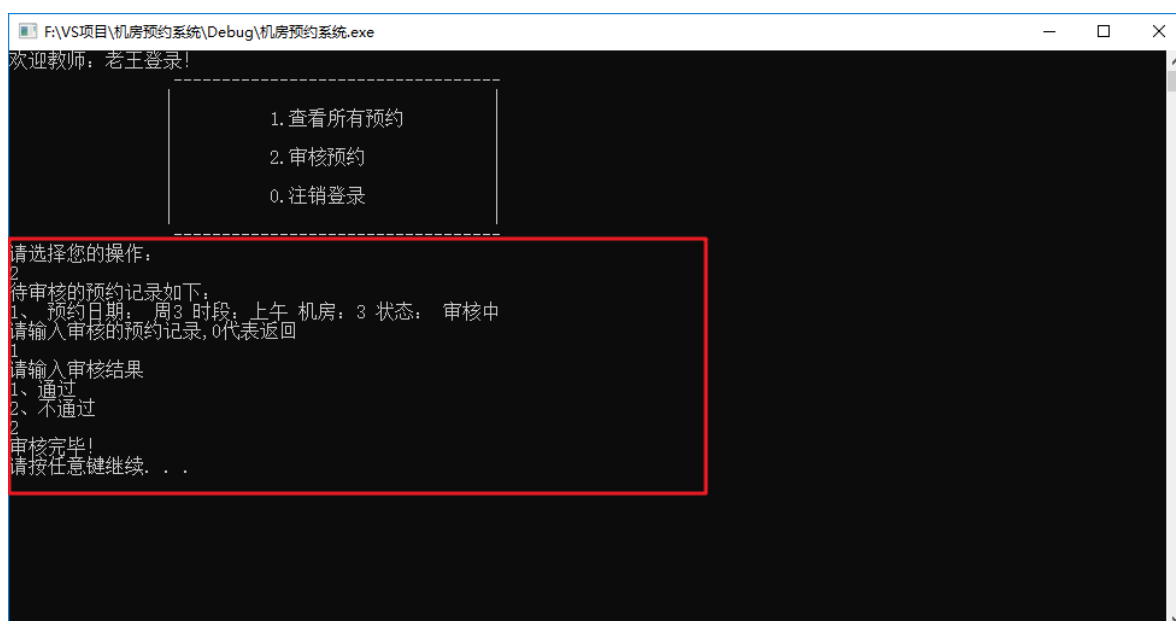 F:\VS项目\机房预约系统\Debug\机房预约系统.exe
欢迎教师：老王登录！
----------------------------------
1.查看所有预约
2.审核预约
0.注销登录
----------------------------------
请选择您的操作：
2
待审核的预约记录如下：
1、 预约日期： 周3 时段：上午 机房：3 状态： 审核中
请输入审核的预约记录,0代表返回
1
请输入审核结果
1、通过
2、不通过
2
审核完毕！
请按任意键继续. . .